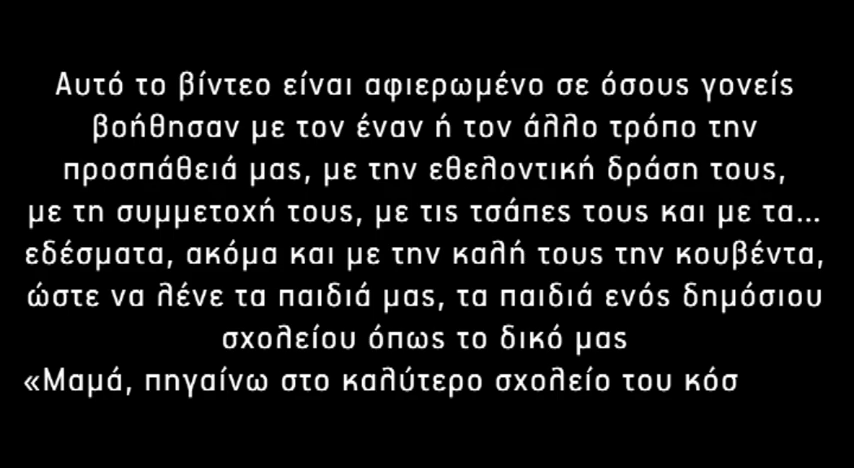 Αυτό το βίντεο είναι αφιερωμένο σε όσους γονείς
βοήθησαν με τον έναν ή τον άλλο τρόπο την
προσπάθειά μας, με την εθελοντική δράση τους,
με τη συμμετοχή τους, με τις τσάπες τους και με τα...
εδέσματα, ακόμα και με την καλή τους την κουβέντα,
ώστε να λένε τα παιδιά μας, τα παιδιά ενός δημόσιου
σχολείου όπως το δικό μας
«Μαμά, πηγαίνω στο καλύτερο σχολείο του κόσ